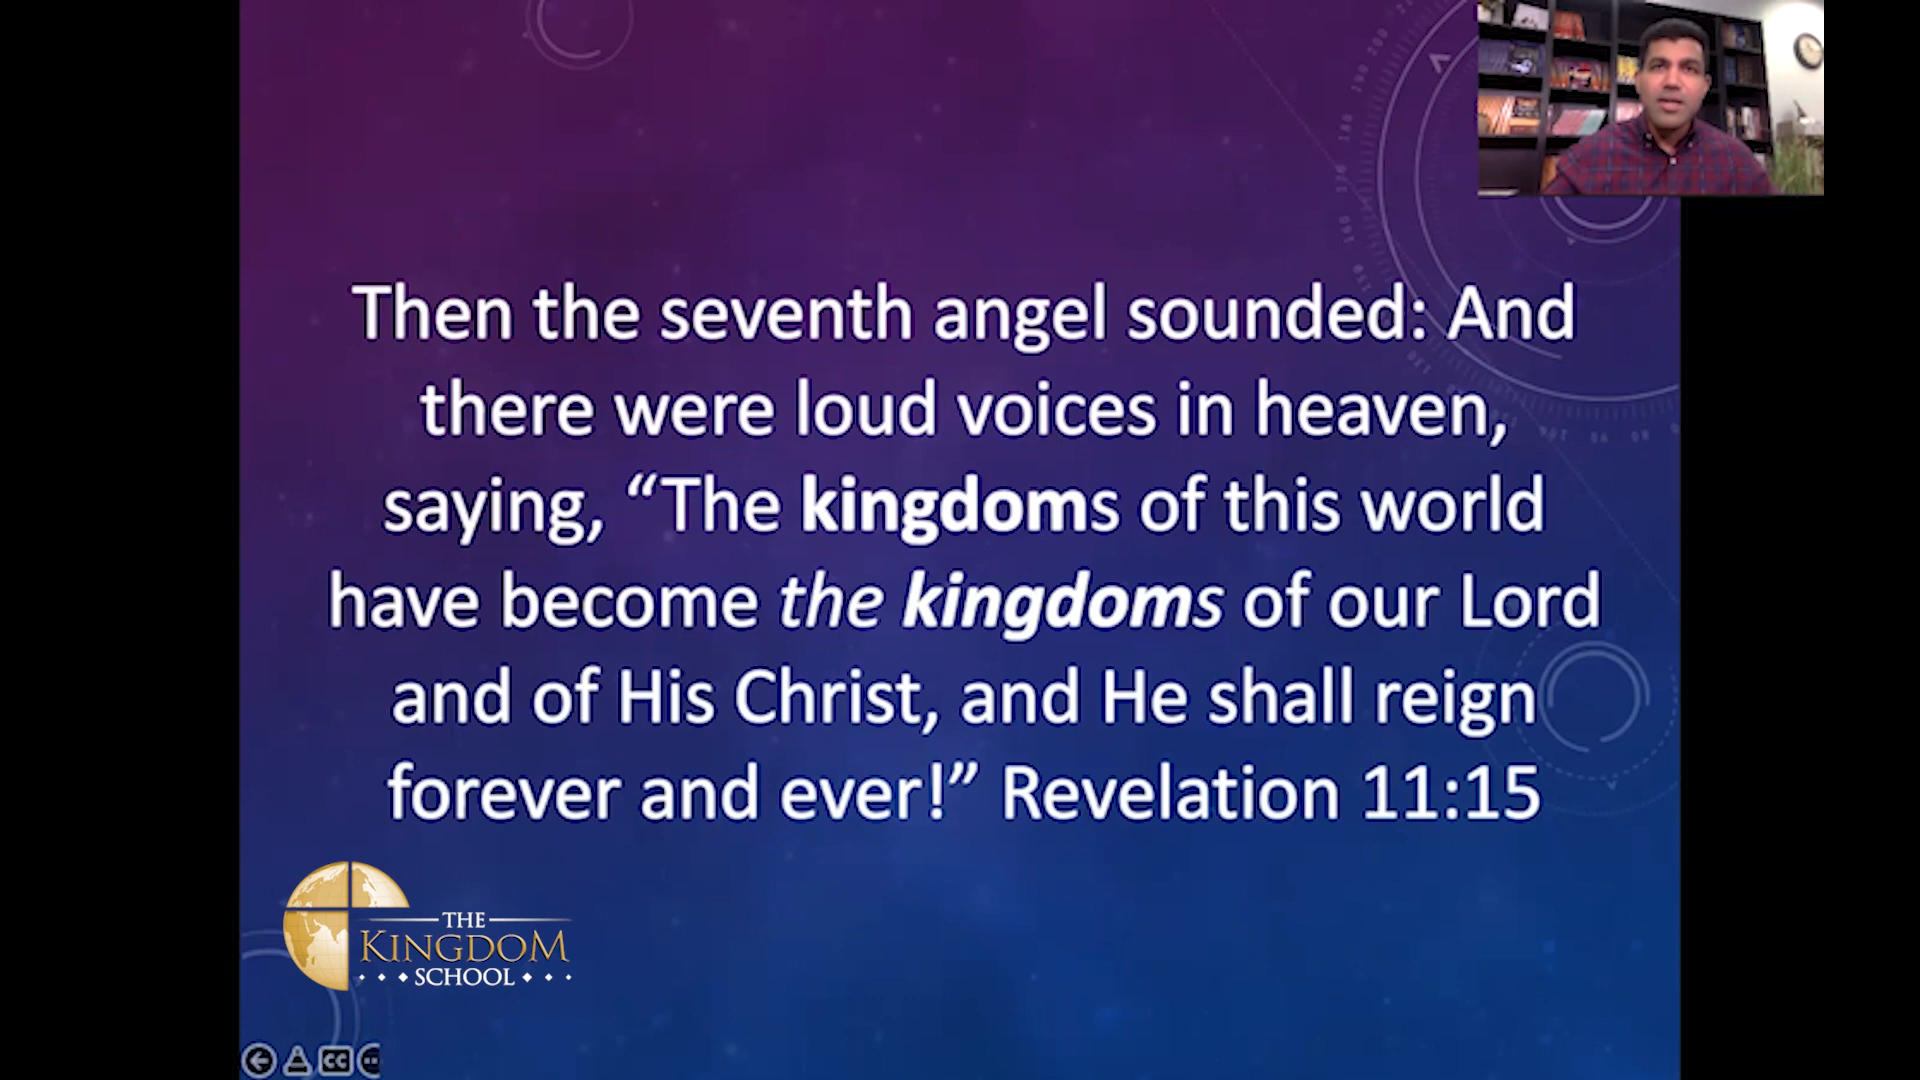 Then the seventh angel sounded: And
there were loud voices in heaven,
saying, “The kingdoms of this world
have become the kingdoms of our Lord
and of His Christ, and He shall reign
forever and ever!” Revelation 11:15
THE
KINGDOM
SCHOOL
CC